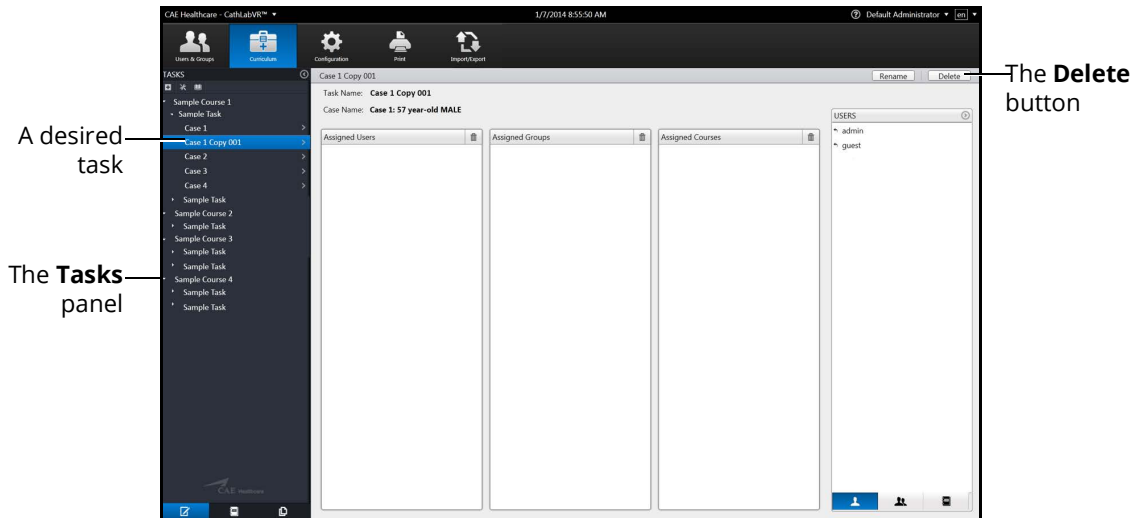 CAE Healthcare - CathLabVR™
1/7/2014 8:55:50 AM
Default Administrator
en
Users & Groups
Curriculum
Configuration
Print
Import/Export
TASKS
Case 1 Copy 001
Rename
Delete
The Delete
button
Task Name: Case 1 Copy 001
Case Name: Case 1: 57 year-old MALE
Sample Course 1
Sample Task
Case 1
Case 1 Copy 001
Case 2
Case 3
Case 4
Sample Task
Sample Course 2
Sample Task
Sample Course 3
Sample Task
Sample Task
Sample Course 4
Sample Task
Sample Task
A desired
task
The Tasks
panel
Assigned Users
Assigned Groups
Assigned Courses
USERS
admin
guest
CAE Healthcare